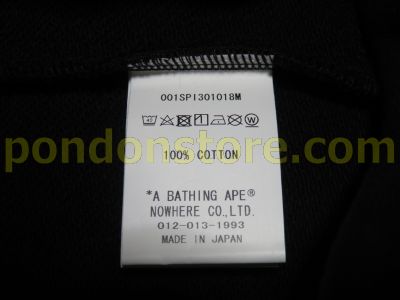 001SPI301018M
100% COTTON
pondonstore.com
*A BATHING APE®
NOWHERE CO.,LTD.
012-013-1993
MADE IN JAPAN